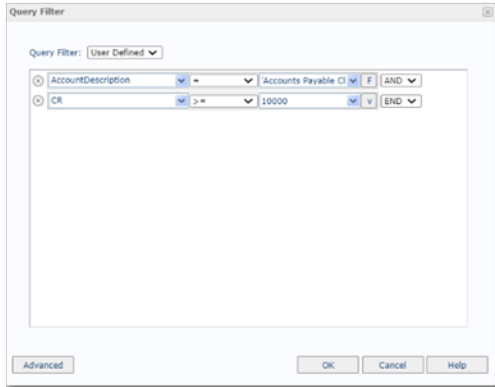 Query Filter
Query Filter: User Defined
AccountDescription = 'Accounts Payable Cl F AND
CR >= 10000 v END
Advanced OK Cancel Help